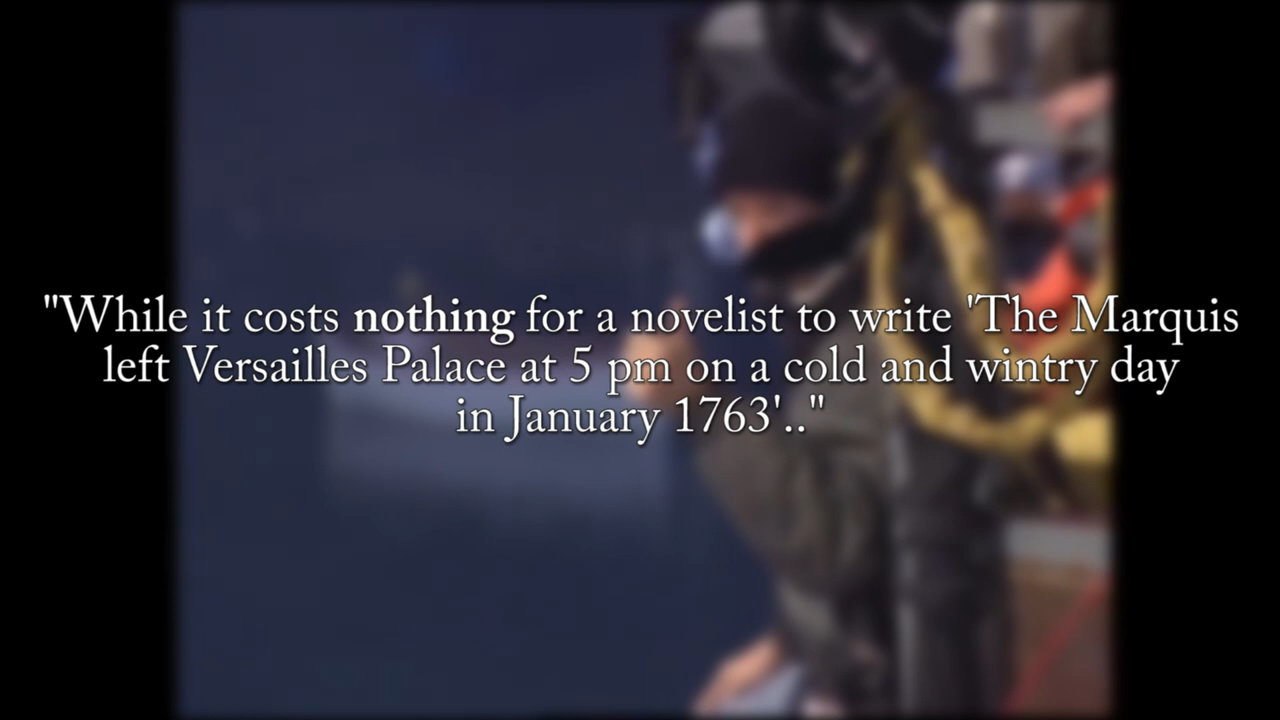 "While it costs nothing for a novelist to write 'The Marquis
left Versailles Palace at 5 pm on a cold and wintry day
in January 1763'.."